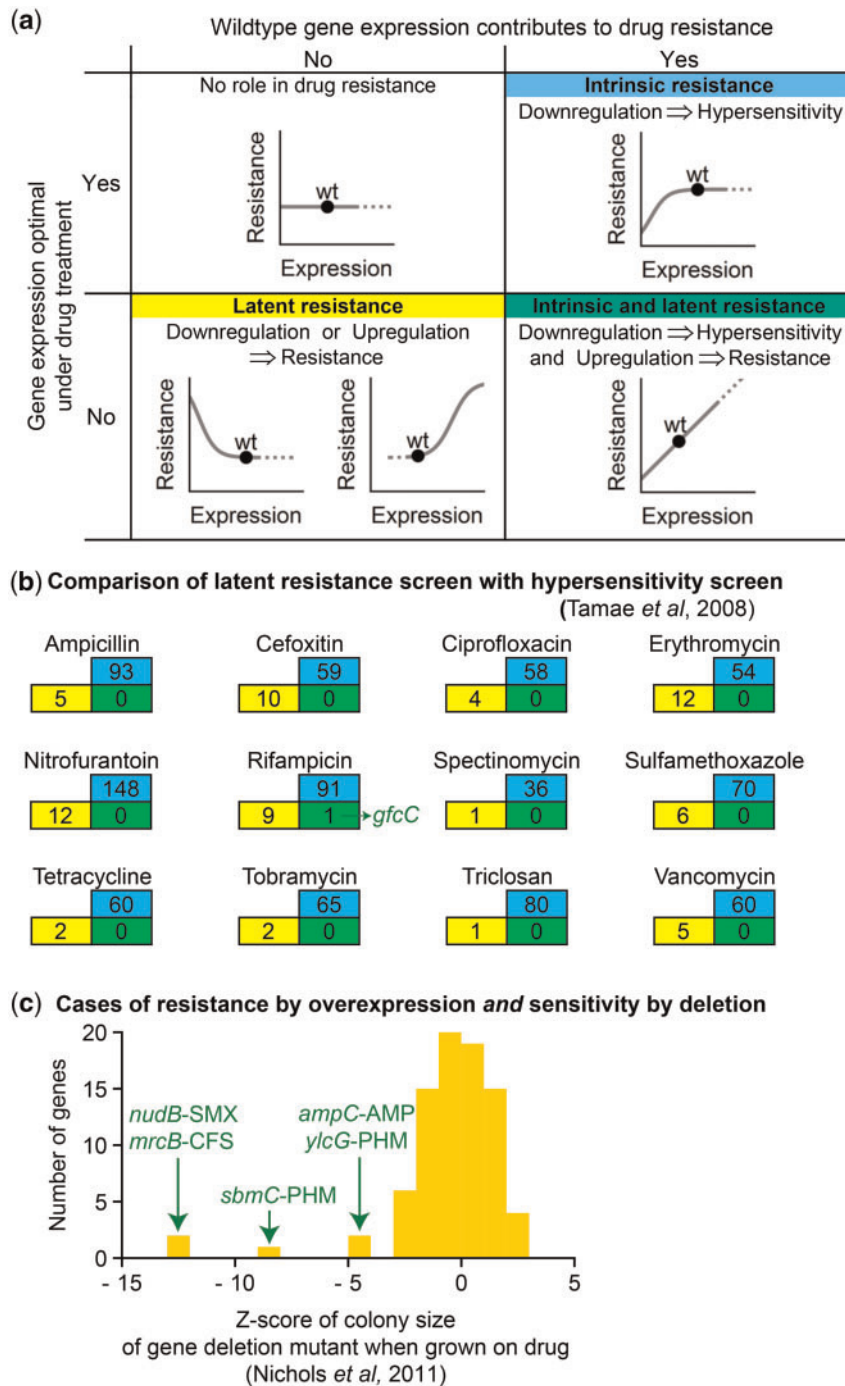 (a)
Wildtype gene expression contributes to drug resistance
No
Yes
Gene expression optimal
under drug treatment
Yes
No role in drug resistance
wt
Resistance
Expression
Intrinsic resistance
Downregulation ⇒ Hypersensitivity
wt
Resistance
Expression
No
Latent resistance
Downregulation or Upregulation
⇒ Resistance
wt
Resistance
Expression
wt
Resistance
Expression
Intrinsic and latent resistance
Downregulation ⇒ Hypersensitivity
and Upregulation ⇒ Resistance
wt
Resistance
Expression
(b) Comparison of latent resistance screen with hypersensitivity screen
(Tamae et al, 2008)
Ampicillin
93
5 0
Cefoxitin
59
10 0
Ciprofloxacin
58
4 0
Erythromycin
54
12 0
Nitrofurantoin
148
12 0
Rifampicin
91
9 1 → gfcC
Spectinomycin
36
1 0
Sulfamethoxazole
70
6 0
Tetracycline
60
2 0
Tobramycin
65
2 0
Triclosan
80
1 0
Vancomycin
60
5 0
(c) Cases of resistance by overexpression and sensitivity by deletion
Number of genes
20
15
10
5
0
nudB-SMX
mrcB-CFS
sbmC-PHM
ampC-AMP
ylcG-PHM
- 15 - 10 - 5 0 5
Z-score of colony size
of gene deletion mutant when grown on drug
(Nichols et al, 2011)